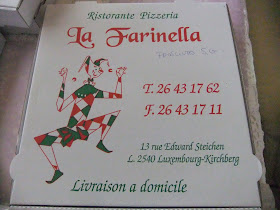 Ristorante Pizzeria
La Farinella
T. 26 43 17 62
F. 26 43 17 11
13 rue Edward Steichen
L. 2540 Luxembourg-Kirchberg
Livraison a domicile